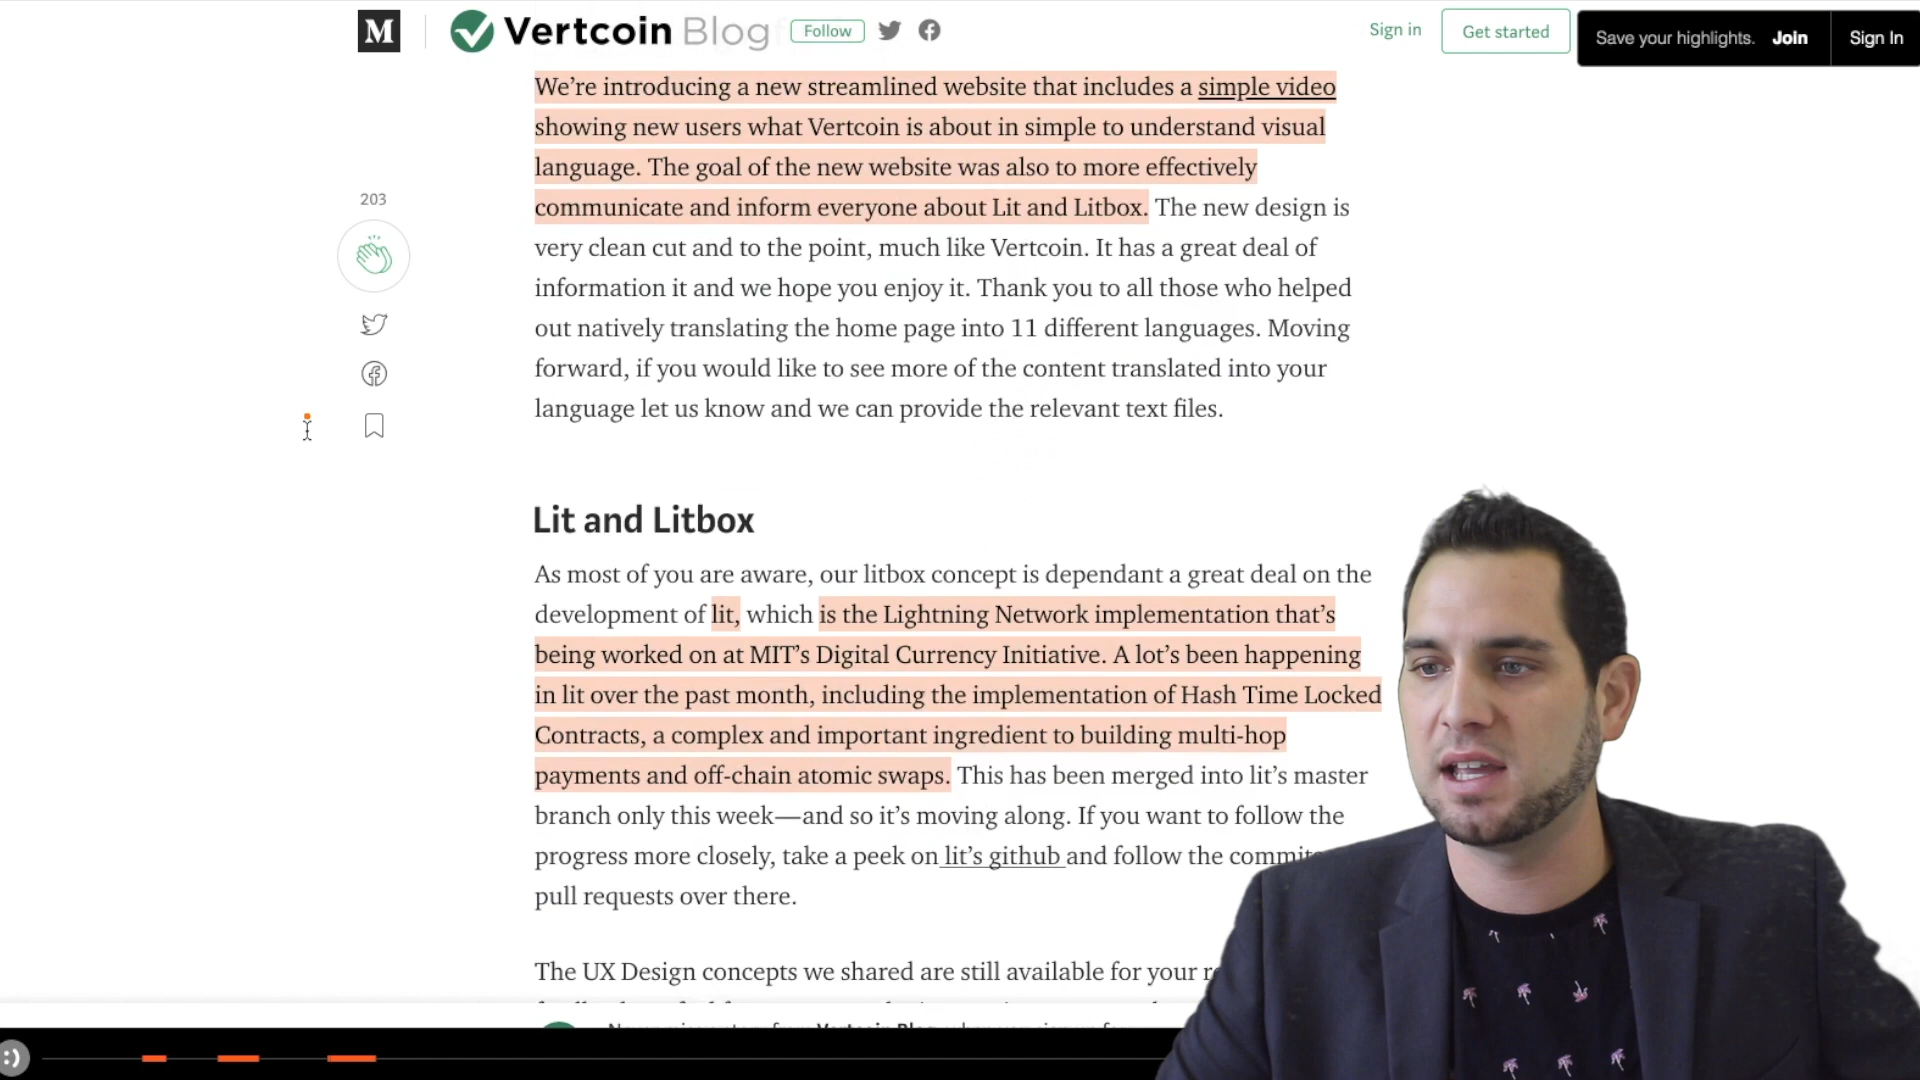 M
Vertcoin Blog
Follow
Sign in
Get started
Save your highlights. Join
Sign In
We're introducing a new streamlined website that includes a simple video
showing new users what Vertcoin is about in simple to understand visual
language. The goal of the new website was also to more effectively
communicate and inform everyone about Lit and Litbox. The new design is
very clean cut and to the point, much like Vertcoin. It has a great deal of
information it and we hope you enjoy it. Thank you to all those who helped
out natively translating the home page into 11 different languages. Moving
forward, if you would like to see more of the content translated into your
language let us know and we can provide the relevant text files.
203
Lit and Litbox
As most of you are aware, our litbox concept is dependant a great deal on the
development of lit, which is the Lightning Network implementation that's
being worked on at MIT's Digital Currency Initiative. A lot's been happening
in lit over the past month, including the implementation of Hash Time Locked
Contracts, a complex and important ingredient to building multi-hop
payments and off-chain atomic swaps. This has been merged into lit's master
branch only this week—and so it's moving along. If you want to follow the
progress more closely, take a peek on lit's github and follow the commits
pull requests over there.
The UX Design concepts we shared are still available for your
:)